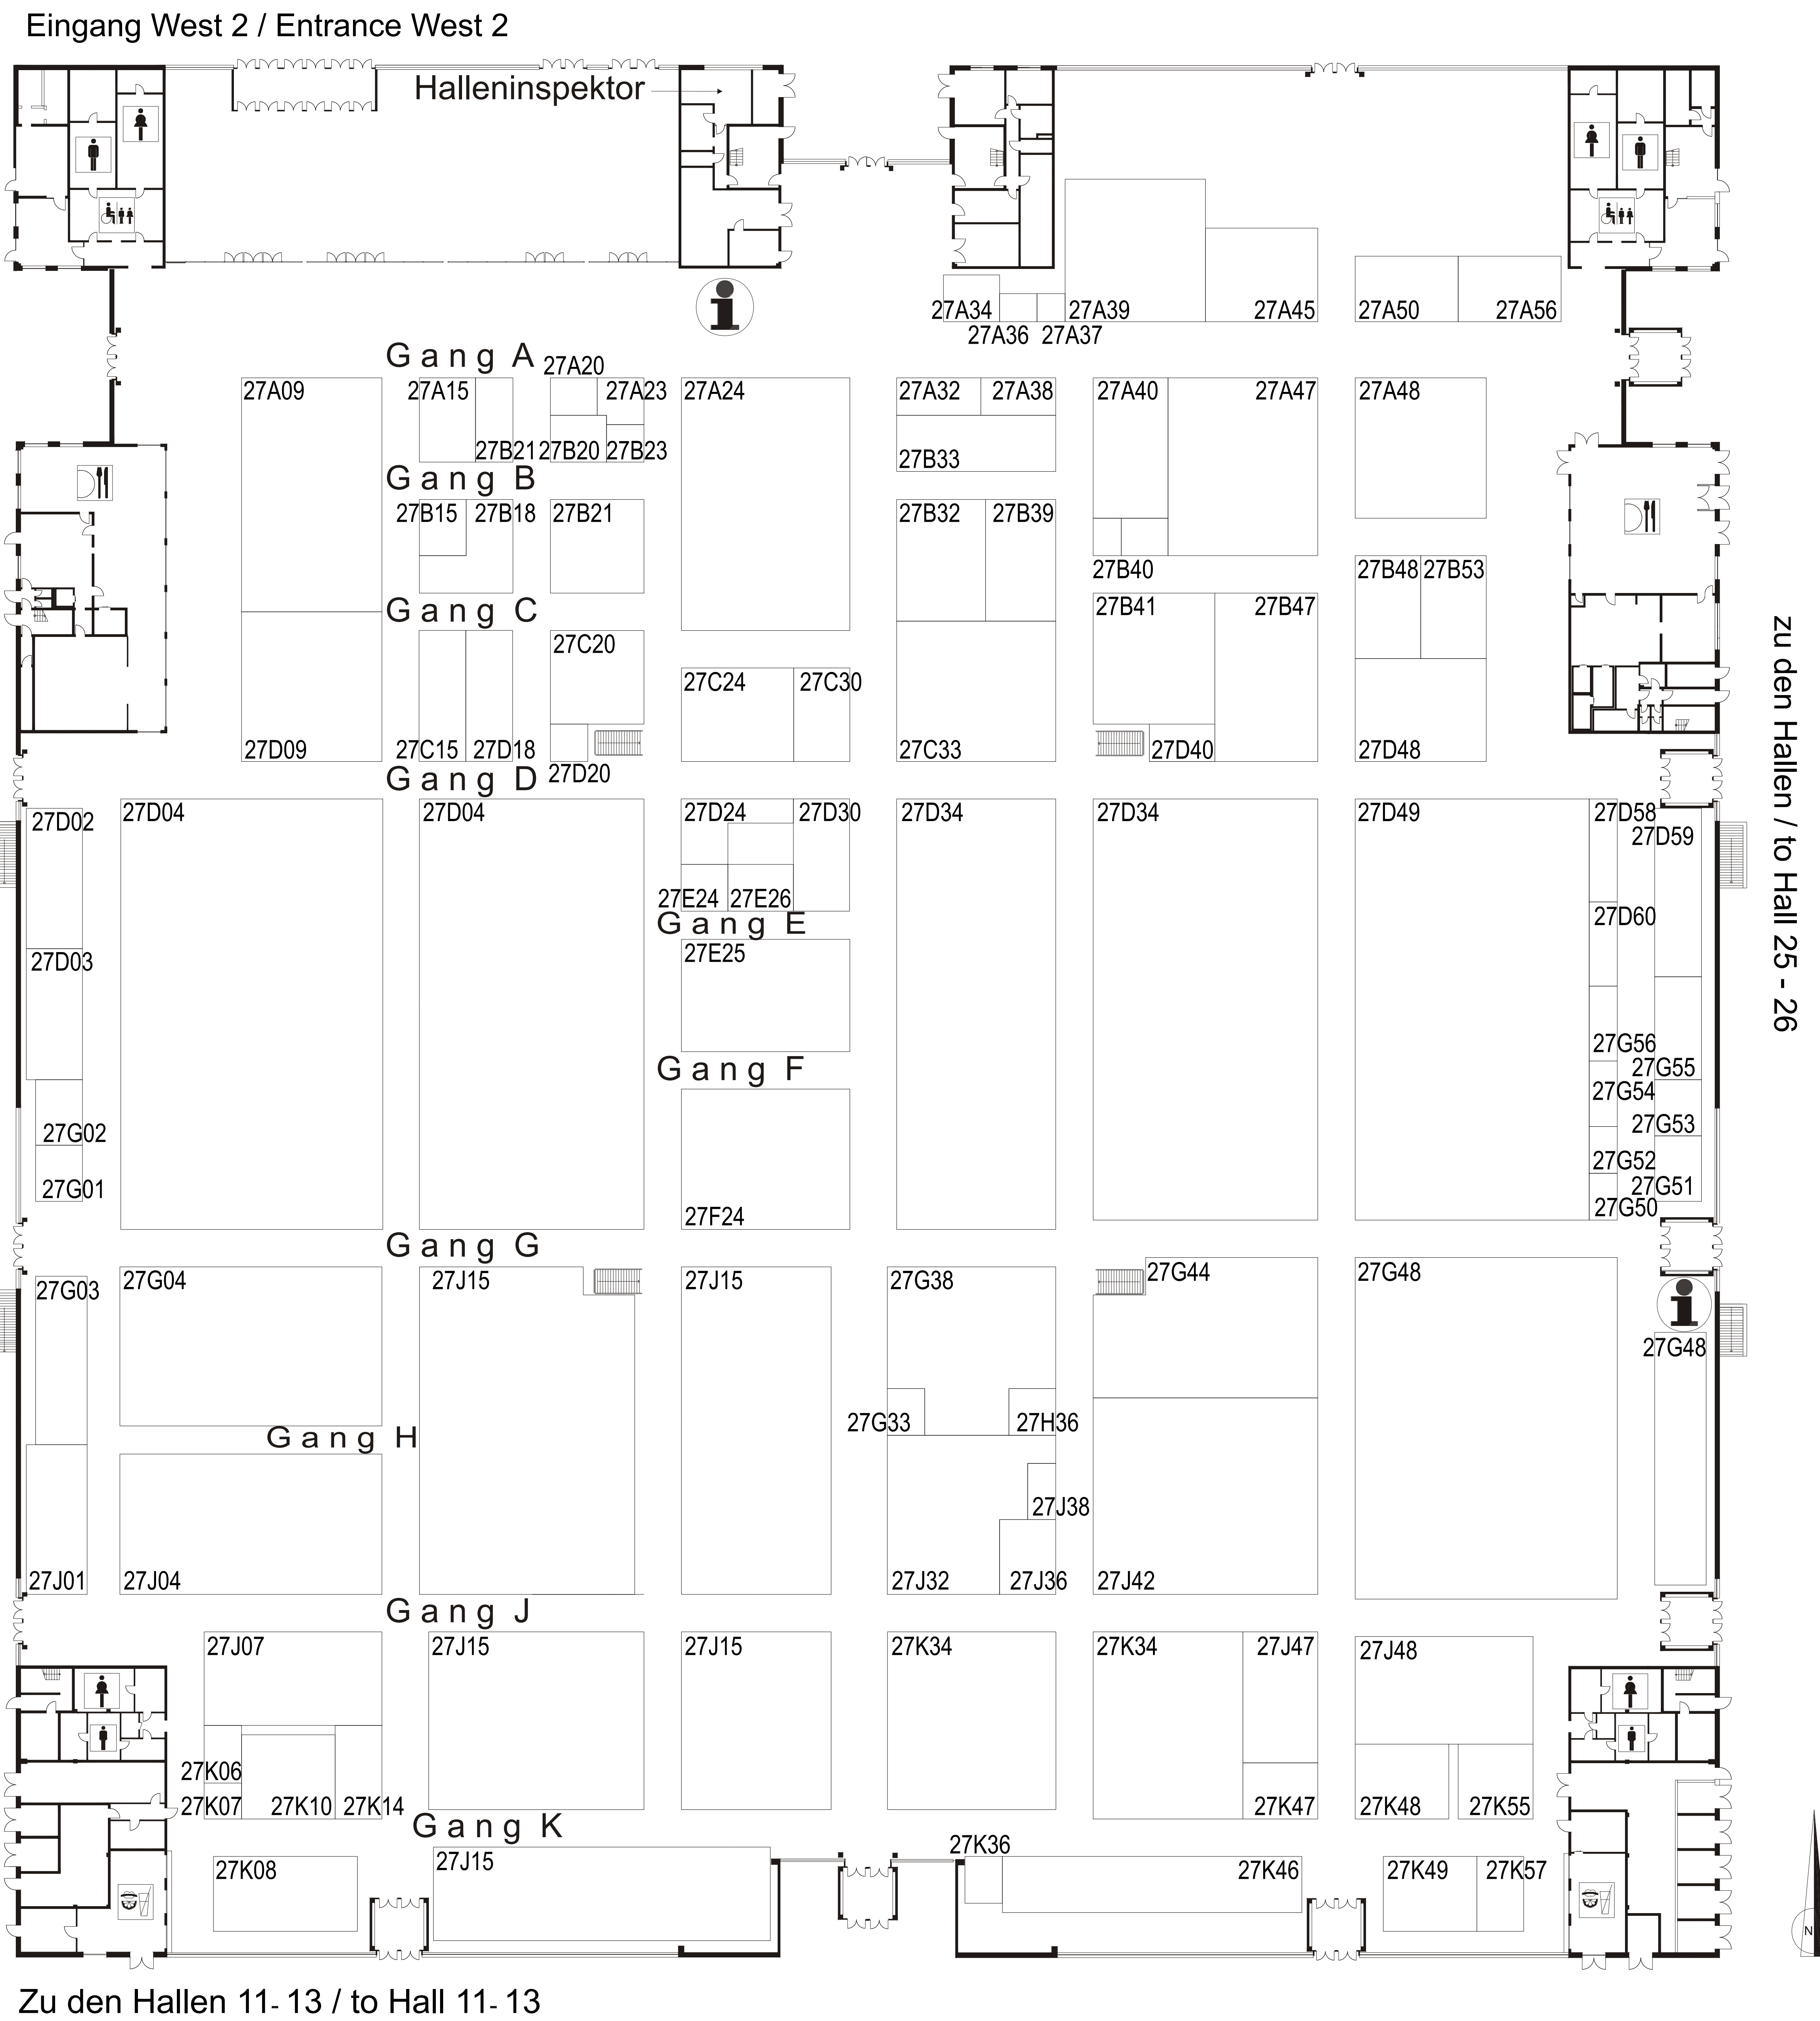 Eingang West 2 / Entrance West 2
Halleninspektor
27A34
27A39
27A45
27A50
27A56
27A36
27A37
Gang A
27A20
27A09
27A15
27A23
27A24
27A32
27A38
27A40
27A47
27A48
27B21
27B20
27B23
27B33
Gang B
27B15
27B18
27B21
27B32
27B39
27B40
27B48
27B53
Gang C
27B41
27B47
27C20
27C24
27C30
27D09
27C15
27D18
27C33
27D40
27D48
27D20
Gang D
27D02
27D04
27D04
27D24
27D30
27D34
27D34
27D49
27D58
27D59
27E24
27E26
27D60
Gang E
27D03
27E25
27G56
Gang F
27G55
27G54
27G02
27G53
27G52
27G01
27G51
27F24
27G50
Gang G
27G03
27G04
27J15
27J15
27G38
27G44
27G48
27G48
27G33
27H36
Gang H
27J38
27J01
27J04
27J32
27J36
27J42
Gang J
27J07
27J15
27J15
27K34
27K34
27J47
27J48
27K06
27K07
27K10
27K14
27K47
27K48
27K55
Gang K
27K36
27K08
27J15
27K46
27K49
27K57
zu den Hallen / to Hall 25 - 26
N
Zu den Hallen 11- 13 / to Hall 11- 13